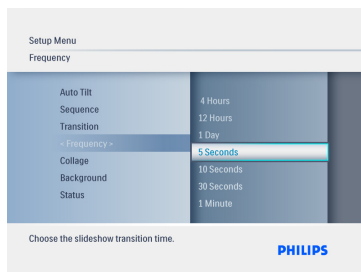 Setup Menu
Frequency
Auto Tilt
Sequence
Transition
« Frequency »
Collage
Background
Status
4 Hours
12 Hours
1 Day
5 Seconds
10 Seconds
30 Seconds
1 Minute
Choose the slideshow transition time.
PHILIPS